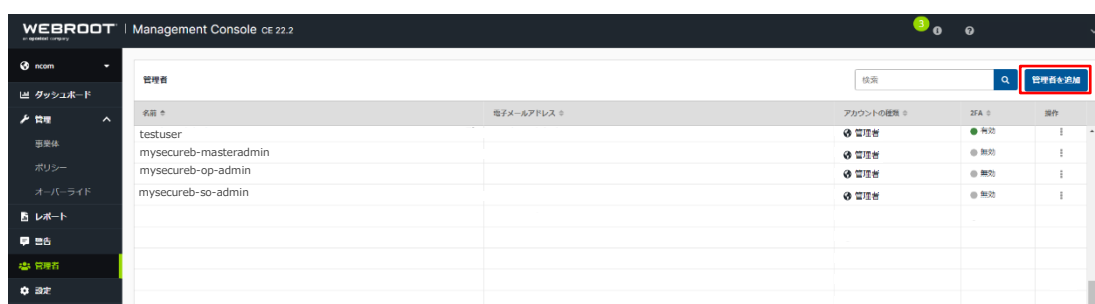 WEBROOT™ | Management Console CE 22.2
an opentext company
3
ncom
ダッシュボード
管理
事業体
ポリシー
オーバーライド
レポート
警告
管理者
設定
管理者
検索
管理者を追加
名前 電子メールアドレス アカウントの種類 2FA 操作
testuser 管理者 有効
mysecureb-masteradmin 管理者 無効
mysecureb-op-admin 管理者 無効
mysecureb-so-admin 管理者 無効